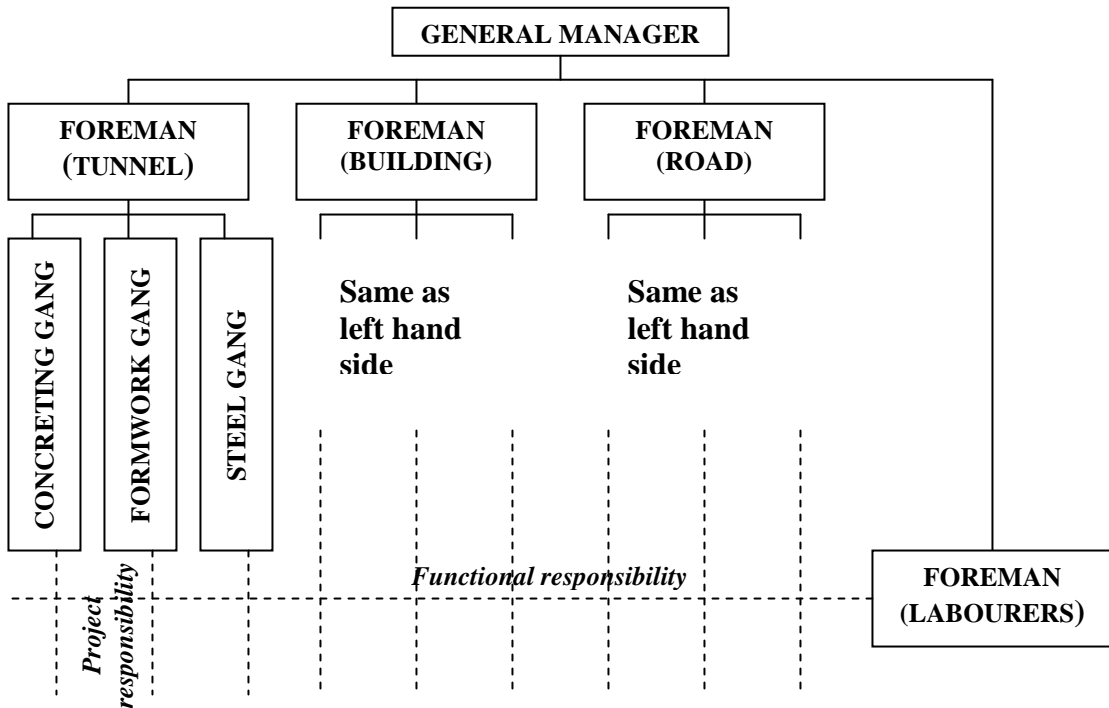 GENERAL MANAGER
FOREMAN
(TUNNEL)
FOREMAN
(BUILDING)
FOREMAN
(ROAD)
CONCRETING GANG
FORMWORK GANG
STEEL GANG
Same as
left hand
side
Same as
left hand
side
Functional responsibility
Project
responsibility
FOREMAN
(LABOURERS)